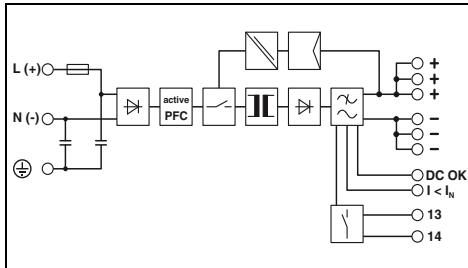 L (+)
N (-)
active
PFC
+
+
+
−
−
−
DC OK
I < IN
13
14